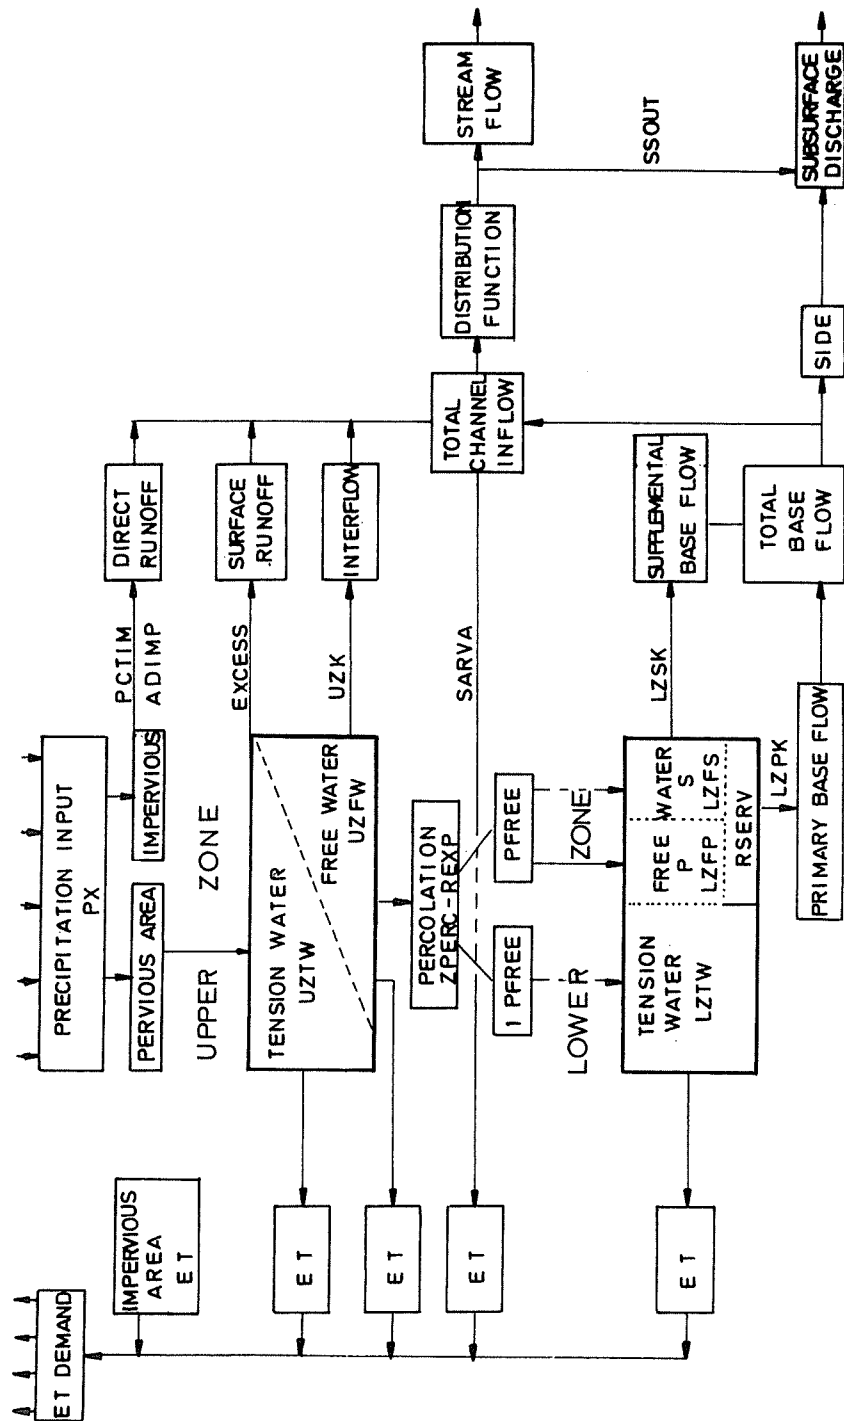 ET DEMAND
IMPERVIOUS
AREA
ET
ET
ET
ET
ET
PRECIPITATION INPUT
PX
PERVIOUS AREA
IMPERVIOUS
PCTIM
ADIMP
DIRECT
RUNOFF
UPPER ZONE
TENSION WATER
UZTW
FREE WATER
UZFW
EXCESS
SURFACE
.RUNOFF
UZK
INTERFLOW
PERCOLATION
ZPERC-REXP
SARVA
TOTAL
CHANNEL
INFLOW
DISTRIBUTION
FUNCTION
STREAM
FLOW
1 PFREE
PFREE
LOWER ZONE
TENSION
WATER
LZTW
FREE WATER
P S
LZFP LZFS
RSERV
LZSK
SUPPLEMENTAL
BASE FLOW
LZPK
PRIMARY BASE FLOW
TOTAL
BASE
FLOW
SIDE
SSOUT
SUBSURFACE
DISCHARGE